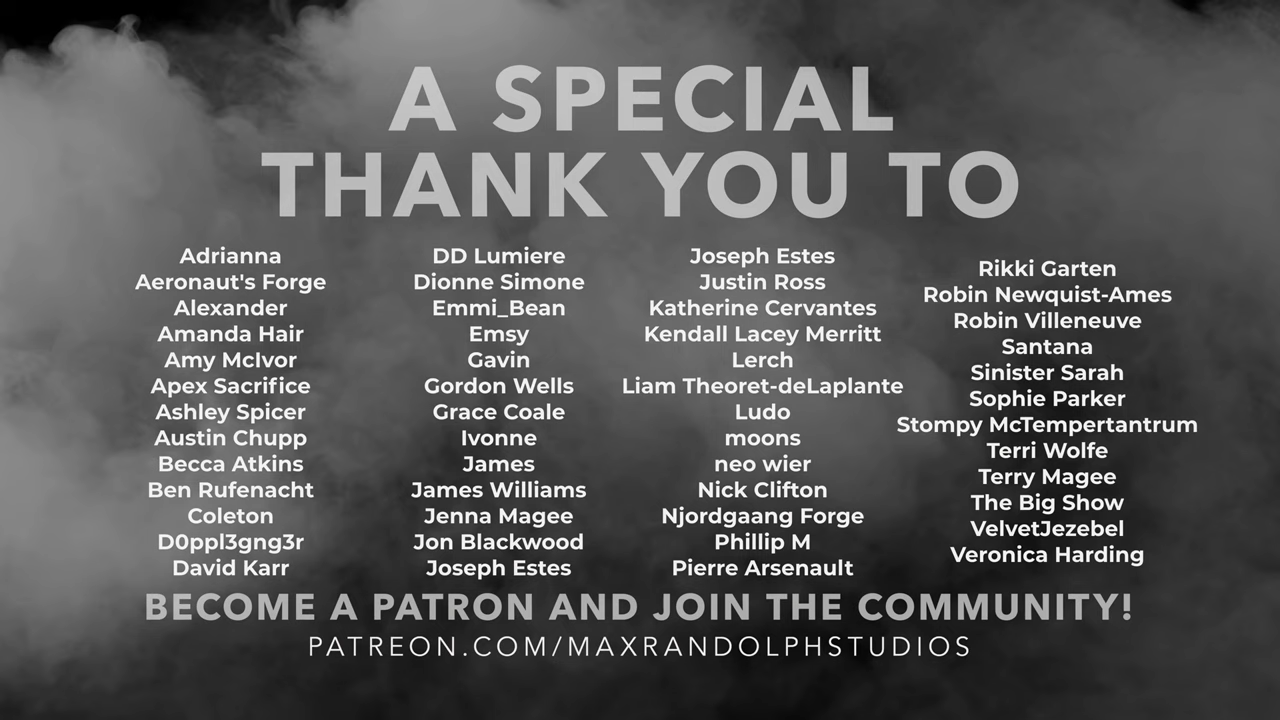 A SPECIAL
THANK YOU TO
Adrianna
Aeronaut's Forge
Alexander
Amanda Hair
Amy McIvor
Apex Sacrifice
Ashley Spicer
Austin Chupp
Becca Atkins
Ben Rufenacht
Coleton
D0ppl3gng3r
David Karr
DD Lumiere
Dionne Simone
Emmi_Bean
Emsy
Gavin
Gordon Wells
Grace Coale
Ivonne
James
James Williams
Jenna Magee
Jon Blackwood
Joseph Estes
Joseph Estes
Justin Ross
Katherine Cervantes
Kendall Lacey Merritt
Lerch
Liam Theoret-deLaplante
Ludo
moons
neo wier
Nick Clifton
Njordgaang Forge
Phillip M
Pierre Arsenault
Rikki Garten
Robin Newquist-Ames
Robin Villeneuve
Santana
Sinister Sarah
Sophie Parker
Stompy McTempertantrum
Terri Wolfe
Terry Magee
The Big Show
VelvetJezebel
Veronica Harding
BECOME A PATRON AND JOIN THE COMMUNITY!
PATREON.COM/MAXRANDOLPHSTUDIOS